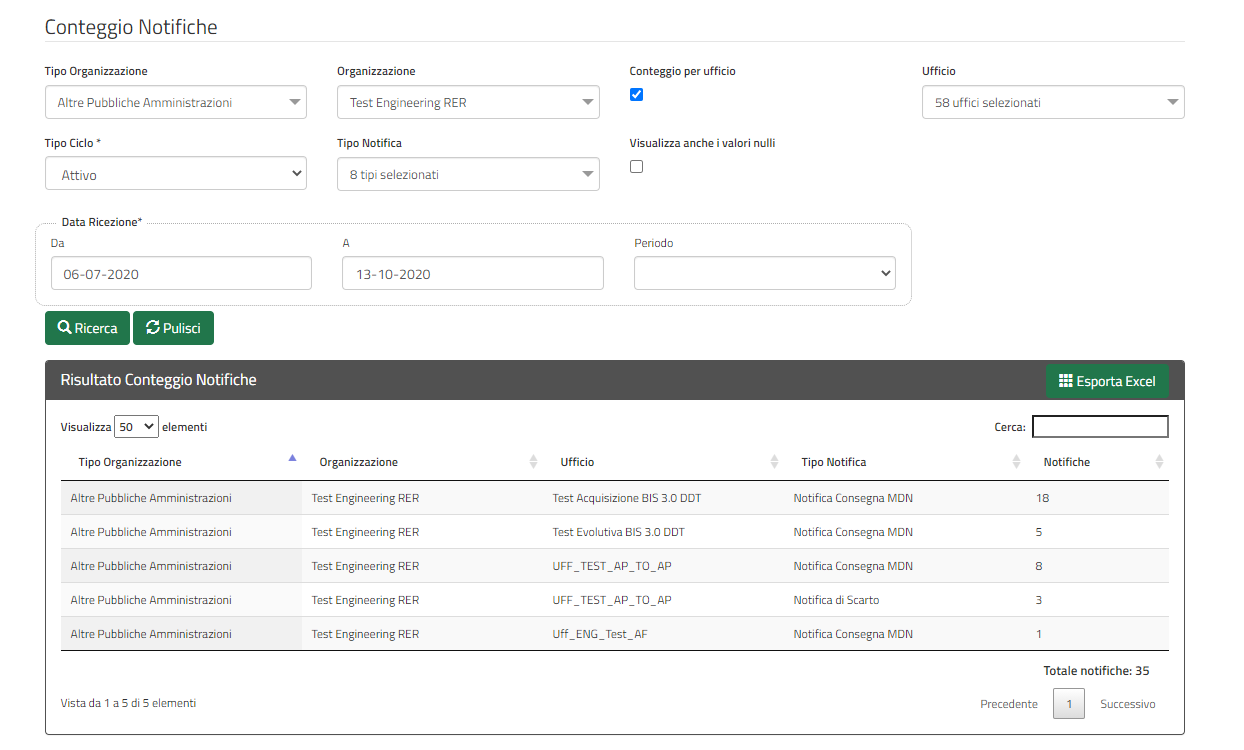 Conteggio Notifiche
Tipo Organizzazione Organizzazione Conteggio per ufficio Ufficio
Altre Pubbliche Amministrazioni Test Engineering RER 58 uffici selezionati
Tipo Ciclo * Tipo Notifica Visualizza anche i valori nulli
Attivo 8 tipi selezionati
Data Ricezione*
Da A Periodo
06-07-2020 13-10-2020
Ricerca Pulisci
Risultato Conteggio Notifiche Esporta Excel
Visualizza 50 elementi Cerca:
Tipo Organizzazione Organizzazione Ufficio Tipo Notifica Notifiche
Altre Pubbliche Amministrazioni Test Engineering RER Test Acquisizione BIS 3.0 DDT Notifica Consegna MDN 18
Altre Pubbliche Amministrazioni Test Engineering RER Test Evolutiva BIS 3.0 DDT Notifica Consegna MDN 5
Altre Pubbliche Amministrazioni Test Engineering RER UFF_TEST_AP_TO_AP Notifica Consegna MDN 8
Altre Pubbliche Amministrazioni Test Engineering RER UFF_TEST_AP_TO_AP Notifica di Scarto 3
Altre Pubbliche Amministrazioni Test Engineering RER Uff_ENG_Test_AF Notifica Consegna MDN 1
Totale notifiche: 35
Vista da 1 a 5 di 5 elementi Precedente 1 Successivo